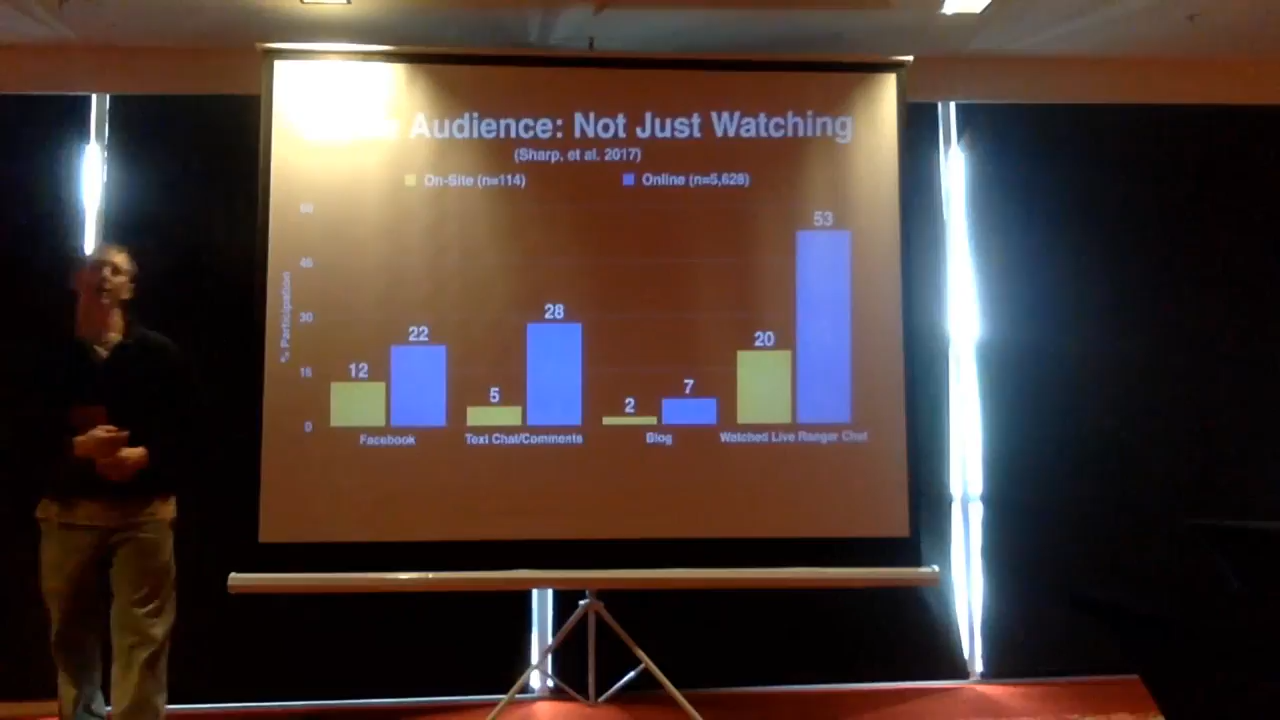 Audience: Not Just Watching
(Sharp, et al. 2017)
On-Site (n=114)
Online (n=5,628)
% Participation
60
45
30
15
0
12
22
5
28
2
7
20
53
Facebook
Text Chat/Comments
Blog
Watched Live Ranger Chat